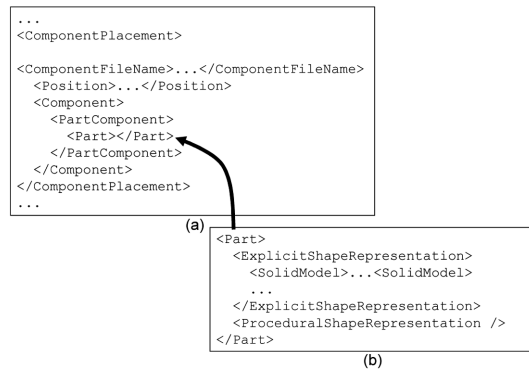 ...
<ComponentPlacement>
<ComponentFileName>...</ComponentFileName>
<Position>...</Position>
<Component>
<PartComponent>
<Part></Part>
</PartComponent>
</Component>
</ComponentPlacement>
...
(a)
<Part>
<ExplicitShapeRepresentation>
<SolidModel>...<SolidModel>
...
</ExplicitShapeRepresentation>
<ProceduralShapeRepresentation />
</Part>
(b)